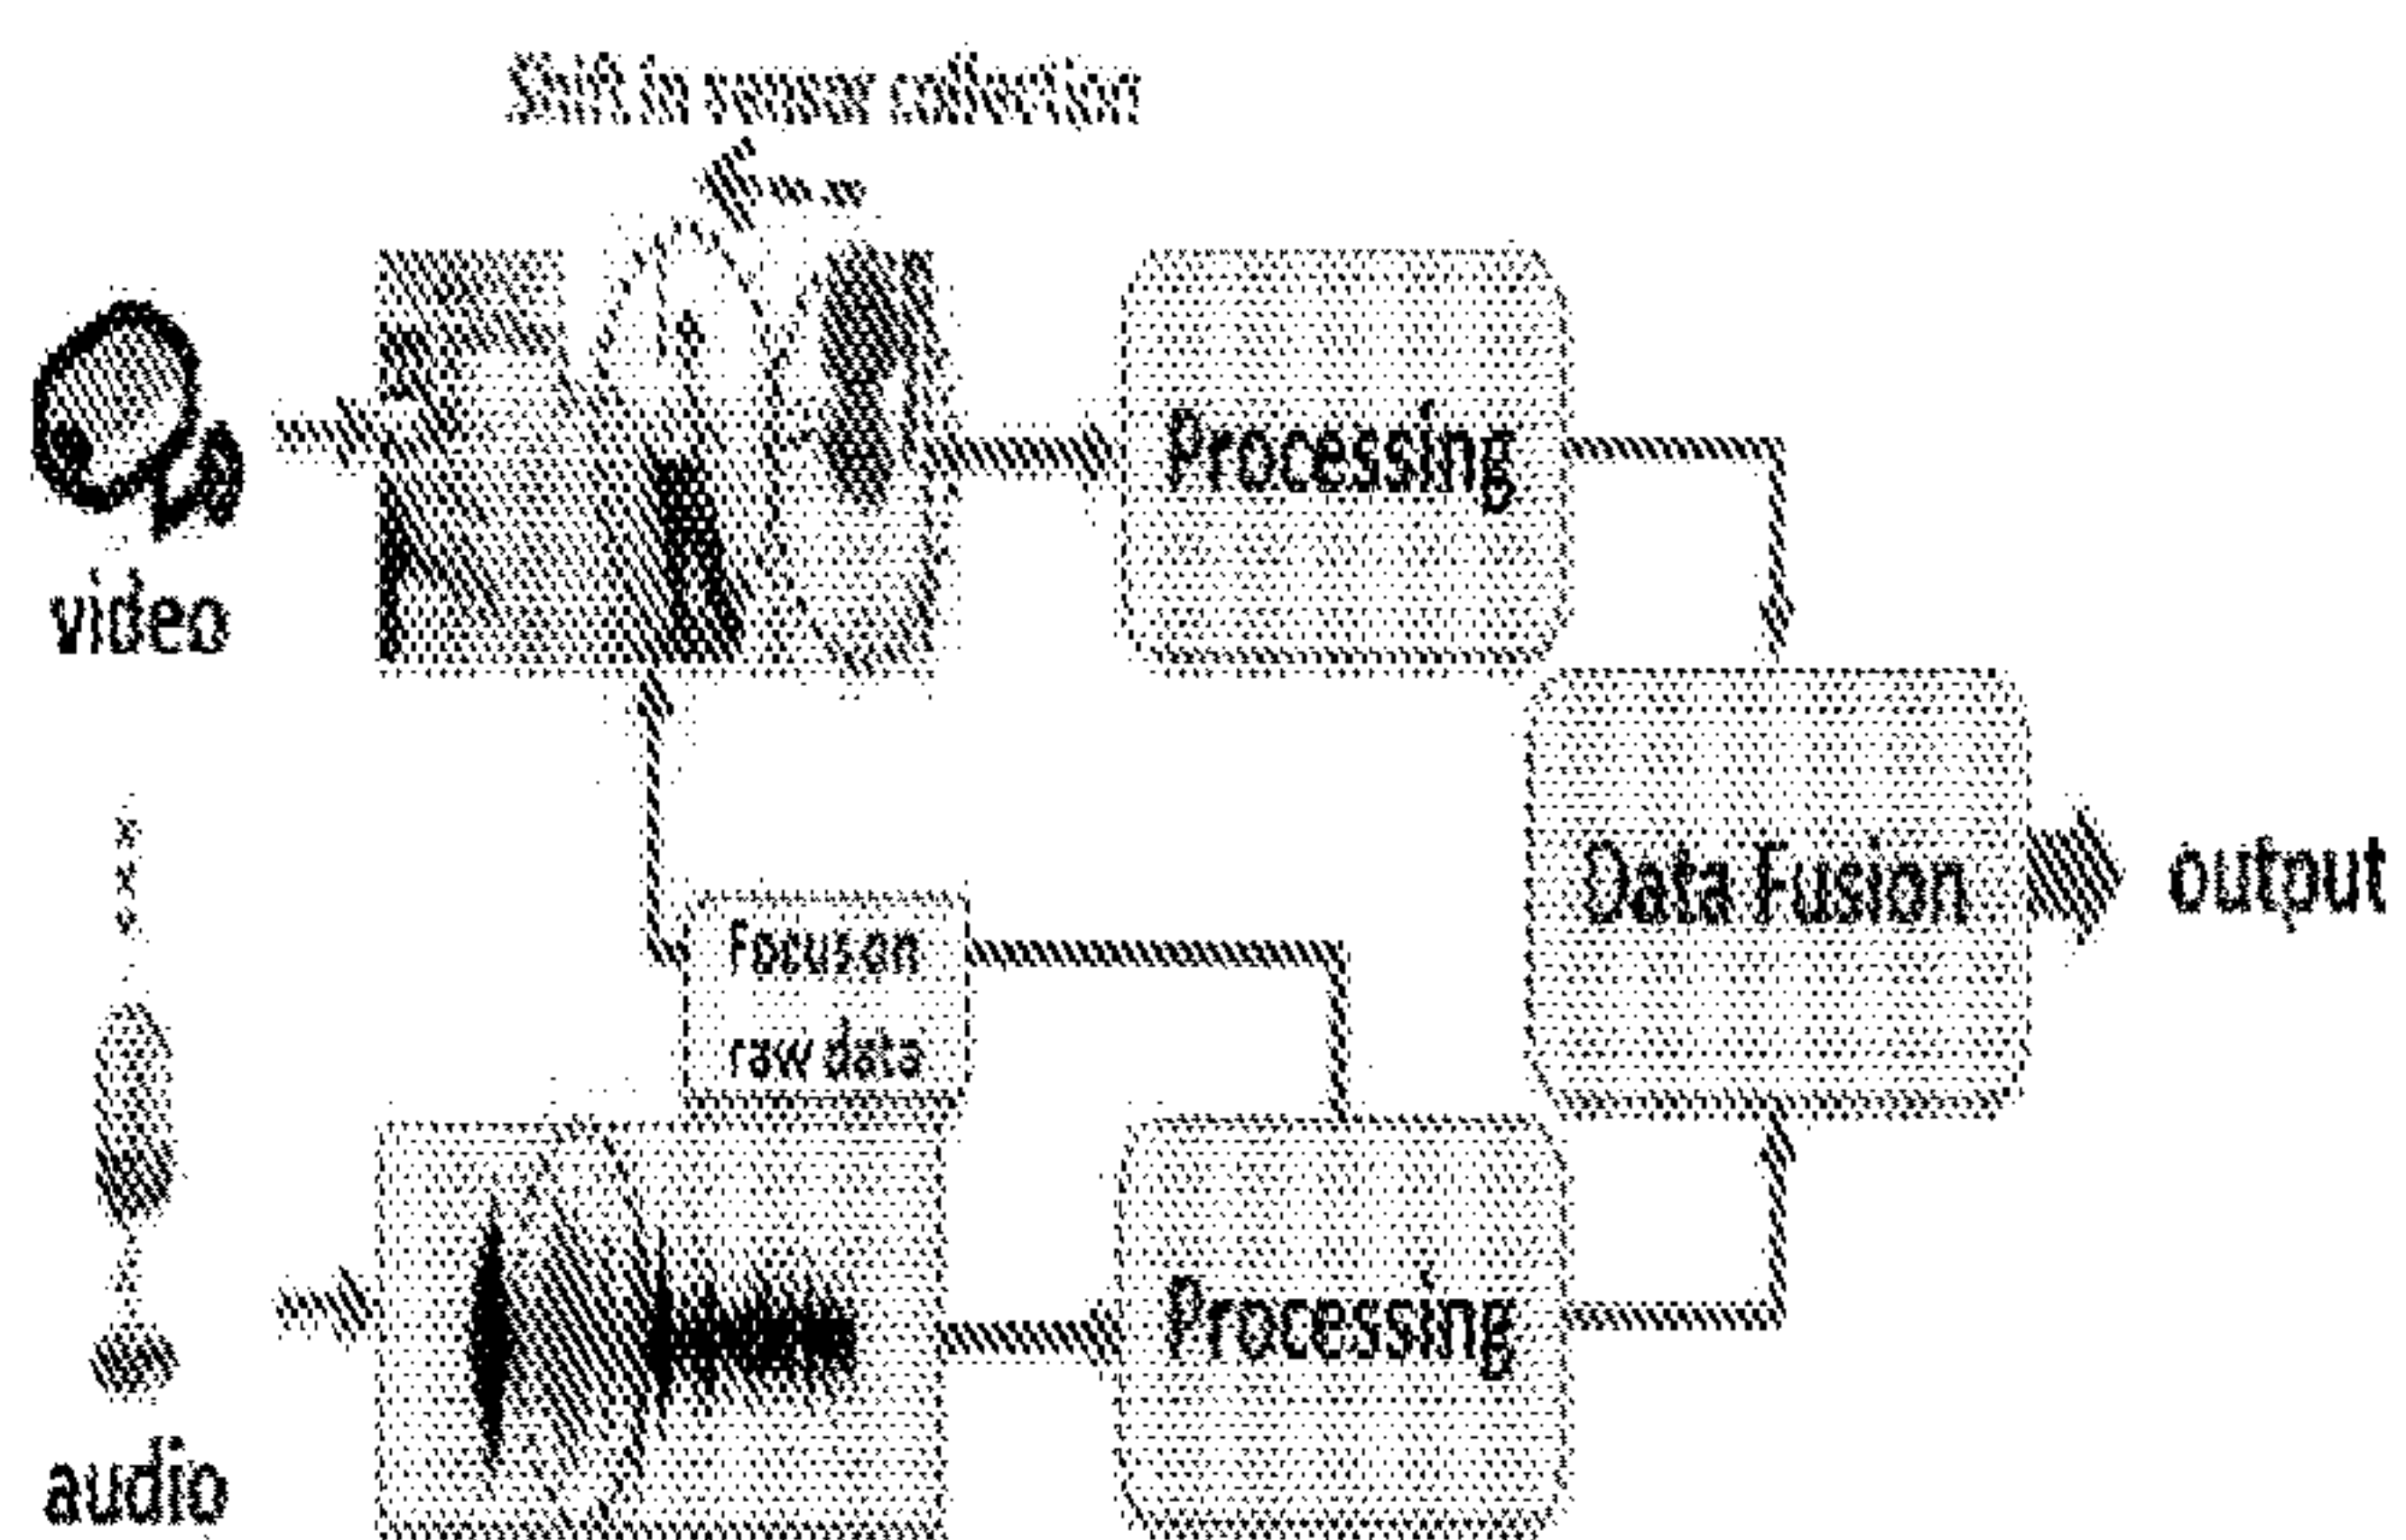 Shift in sensor collection
video
Processing
Data Fusion
output
Focus on
raw data
audio
Processing